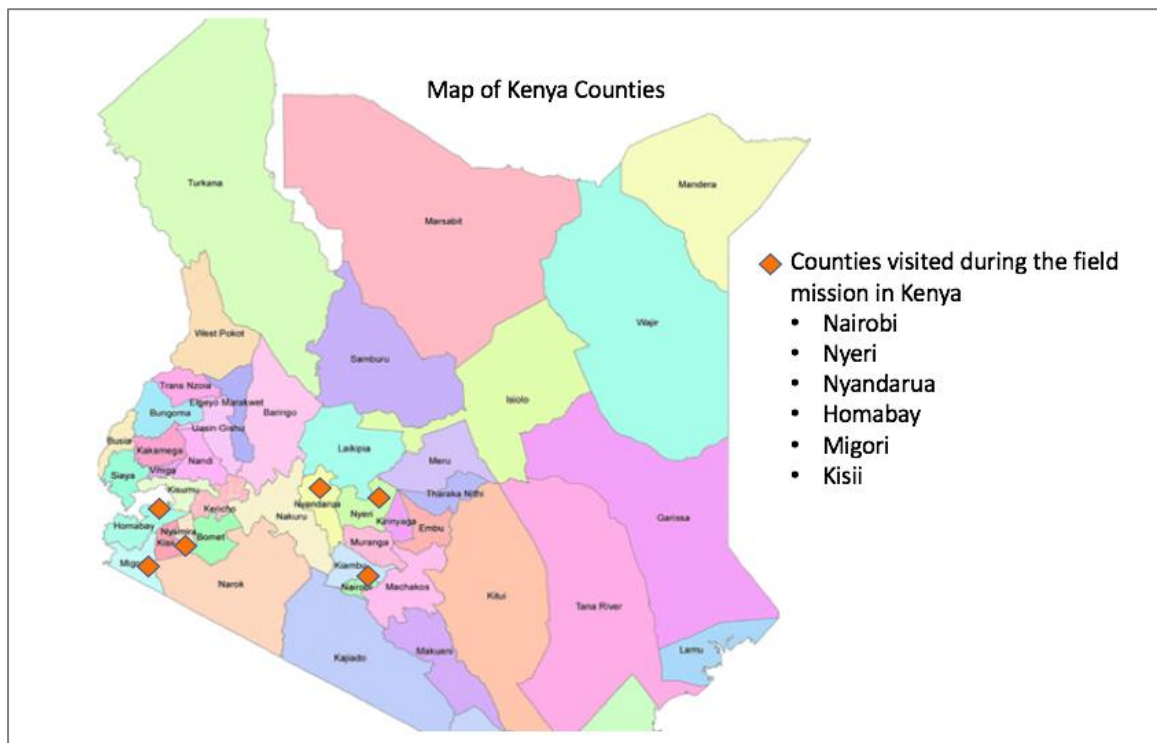 Map of Kenya Counties
Turkana
Marsabit
Mandera
Wajir
West Pokot
Samburu
Isiolo
Trans Nzoia
Elgeyo Marakwet
Baringo
Bungoma
Uasin Gishu
Busia
Kakamega
Laikipia
Meru
Vihiga
Nandi
Siaya
Tharaka Nithi
Kisumu
Kericho
Nyandarua
Nyeri
Garissa
Nakuru
Kirinyaga
Embu
Homabay
Nyamira
Bomet
Muranga
Narok
Nairobi
Machakos
Kitui
Tana River
Lamu
Kajiado
Makueni
Counties visited during the field
mission in Kenya
• Nairobi
• Nyeri
• Nyandarua
• Homabay
• Migori
• Kisii